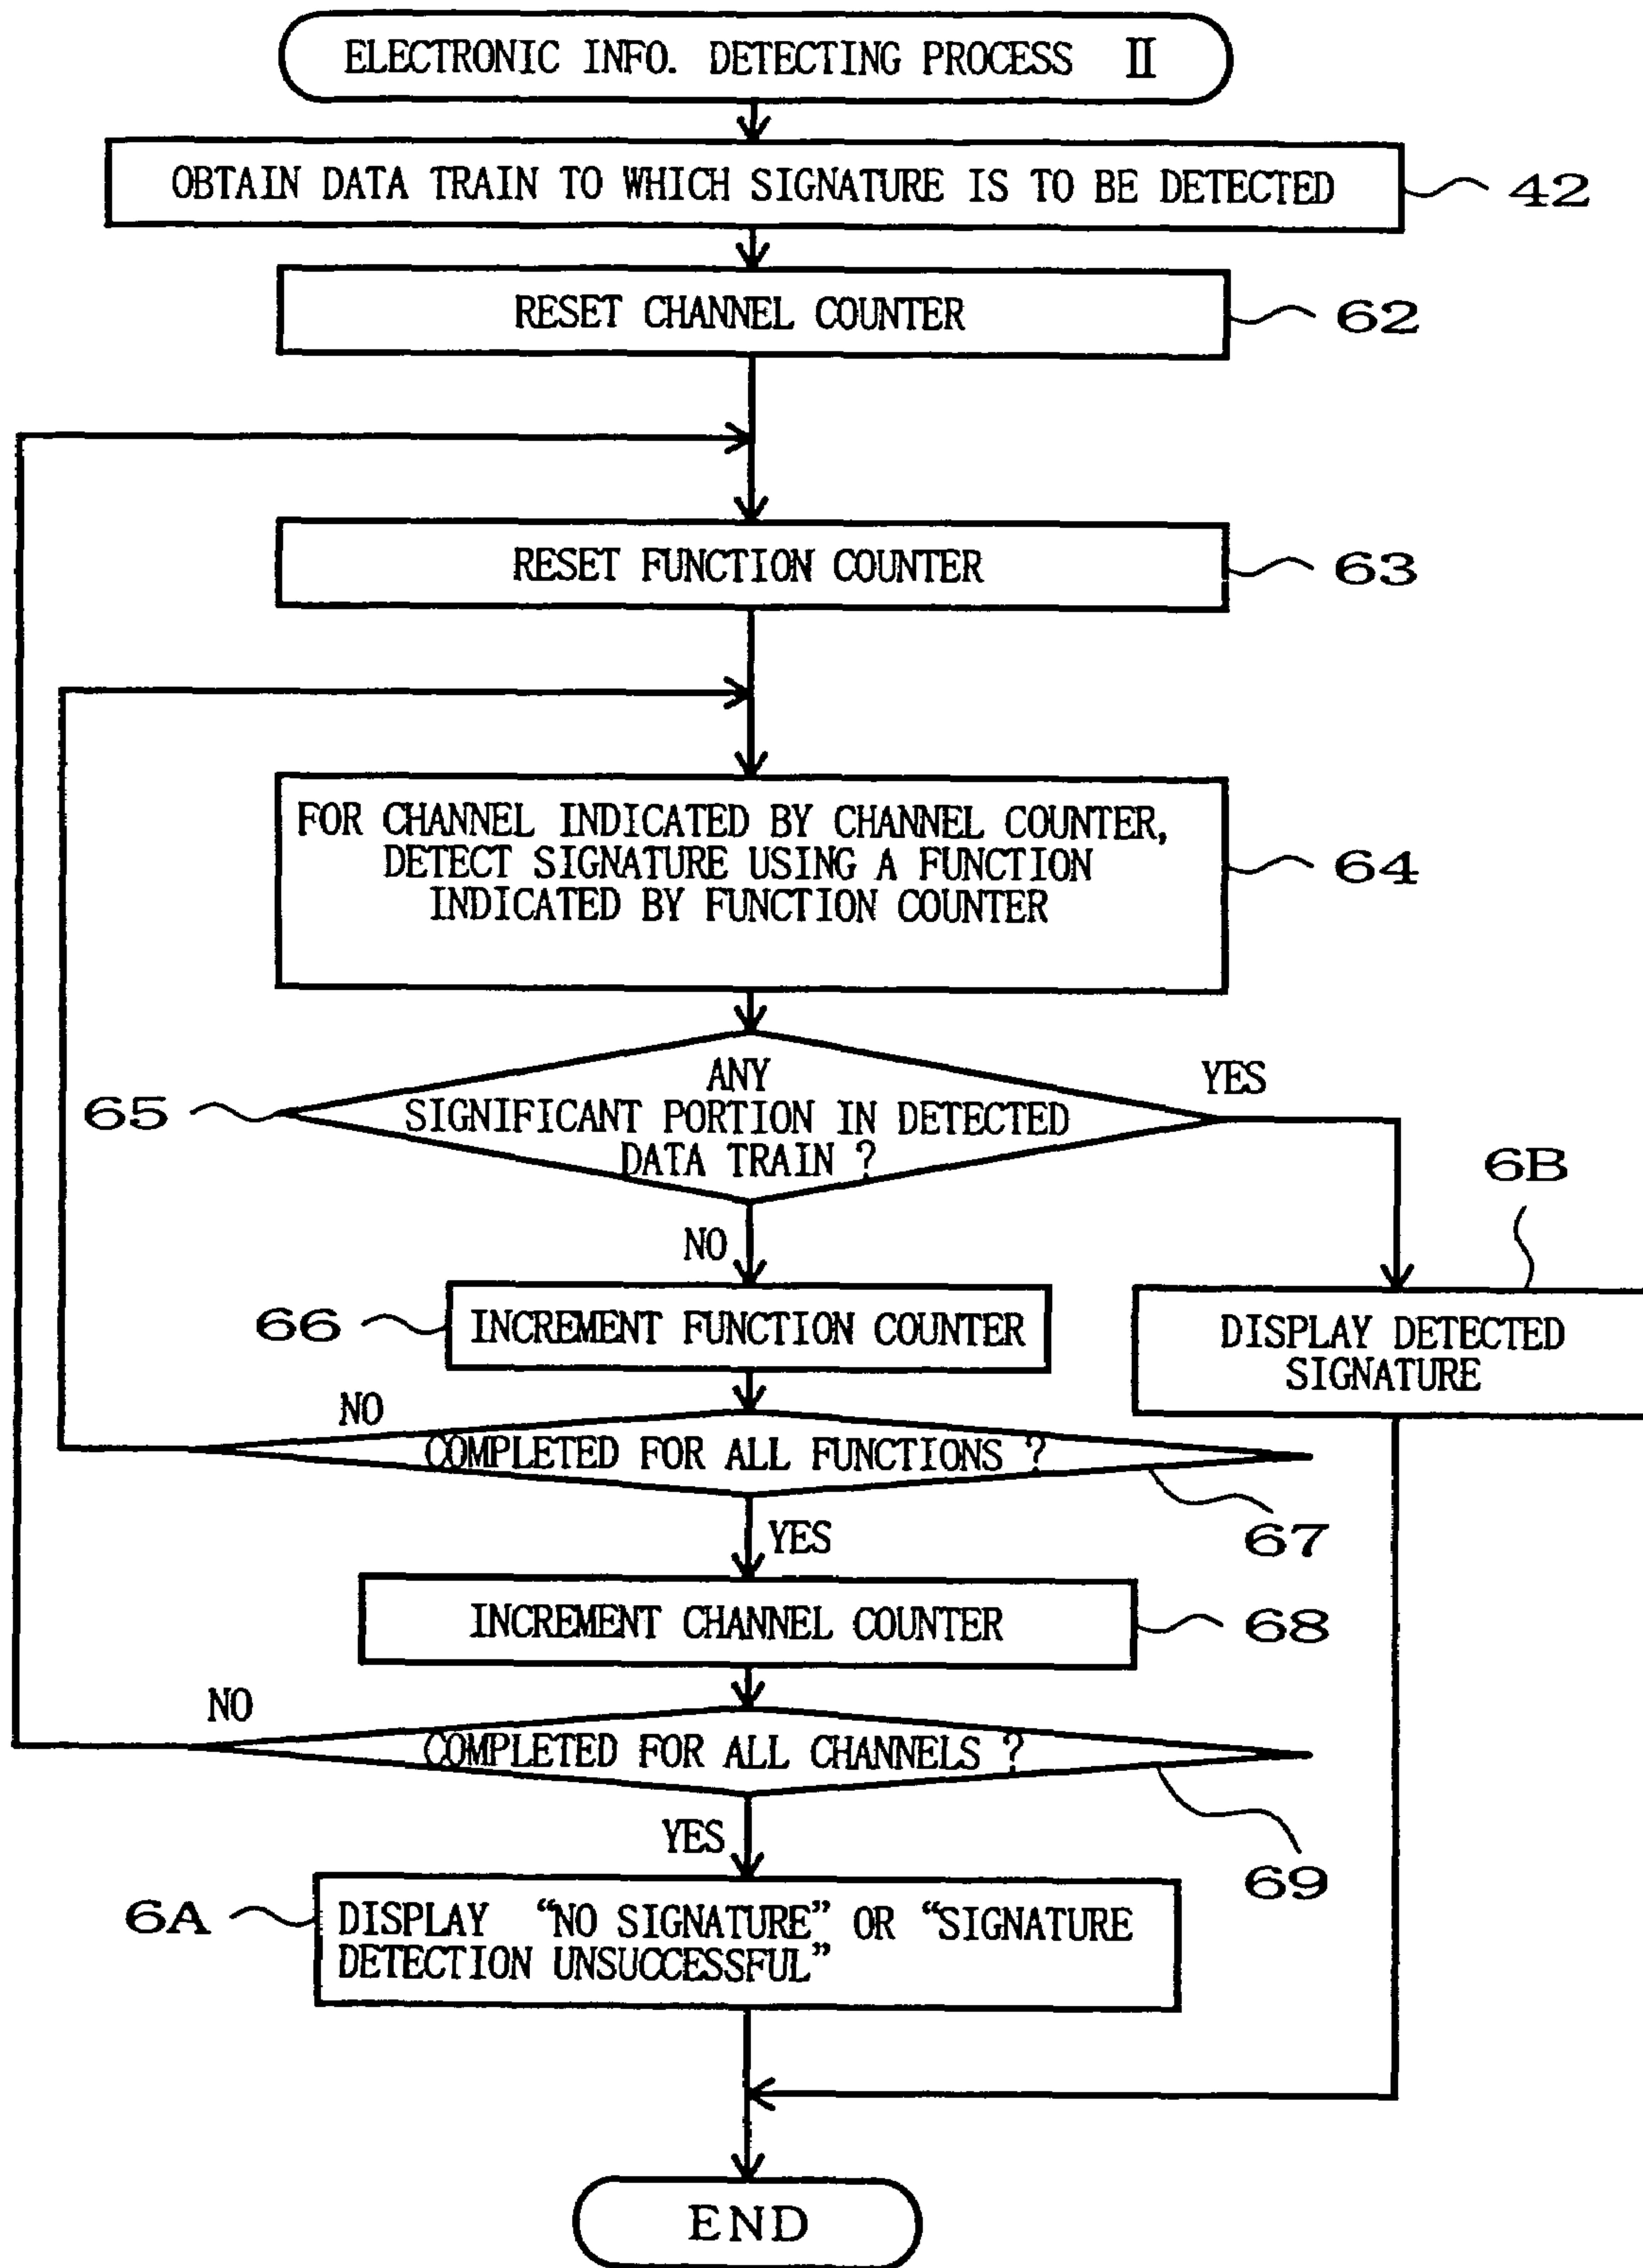 ELECTRONIC INFO. DETECTING PROCESS II
OBTAIN DATA TRAIN TO WHICH SIGNATURE IS TO BE DETECTED
42
RESET CHANNEL COUNTER
62
RESET FUNCTION COUNTER
63
FOR CHANNEL INDICATED BY CHANNEL COUNTER,
DETECT SIGNATURE USING A FUNCTION
INDICATED BY FUNCTION COUNTER
64
ANY
SIGNIFICANT PORTION IN DETECTED
DATA TRAIN ?
65
YES
6B
NO
66
INCREMENT FUNCTION COUNTER
DISPLAY DETECTED
SIGNATURE
NO
COMPLETED FOR ALL FUNCTIONS ?
67
YES
INCREMENT CHANNEL COUNTER
68
NO
COMPLETED FOR ALL CHANNELS ?
69
YES
6A
DISPLAY “NO SIGNATURE” OR “SIGNATURE
DETECTION UNSUCCESSFUL”
END